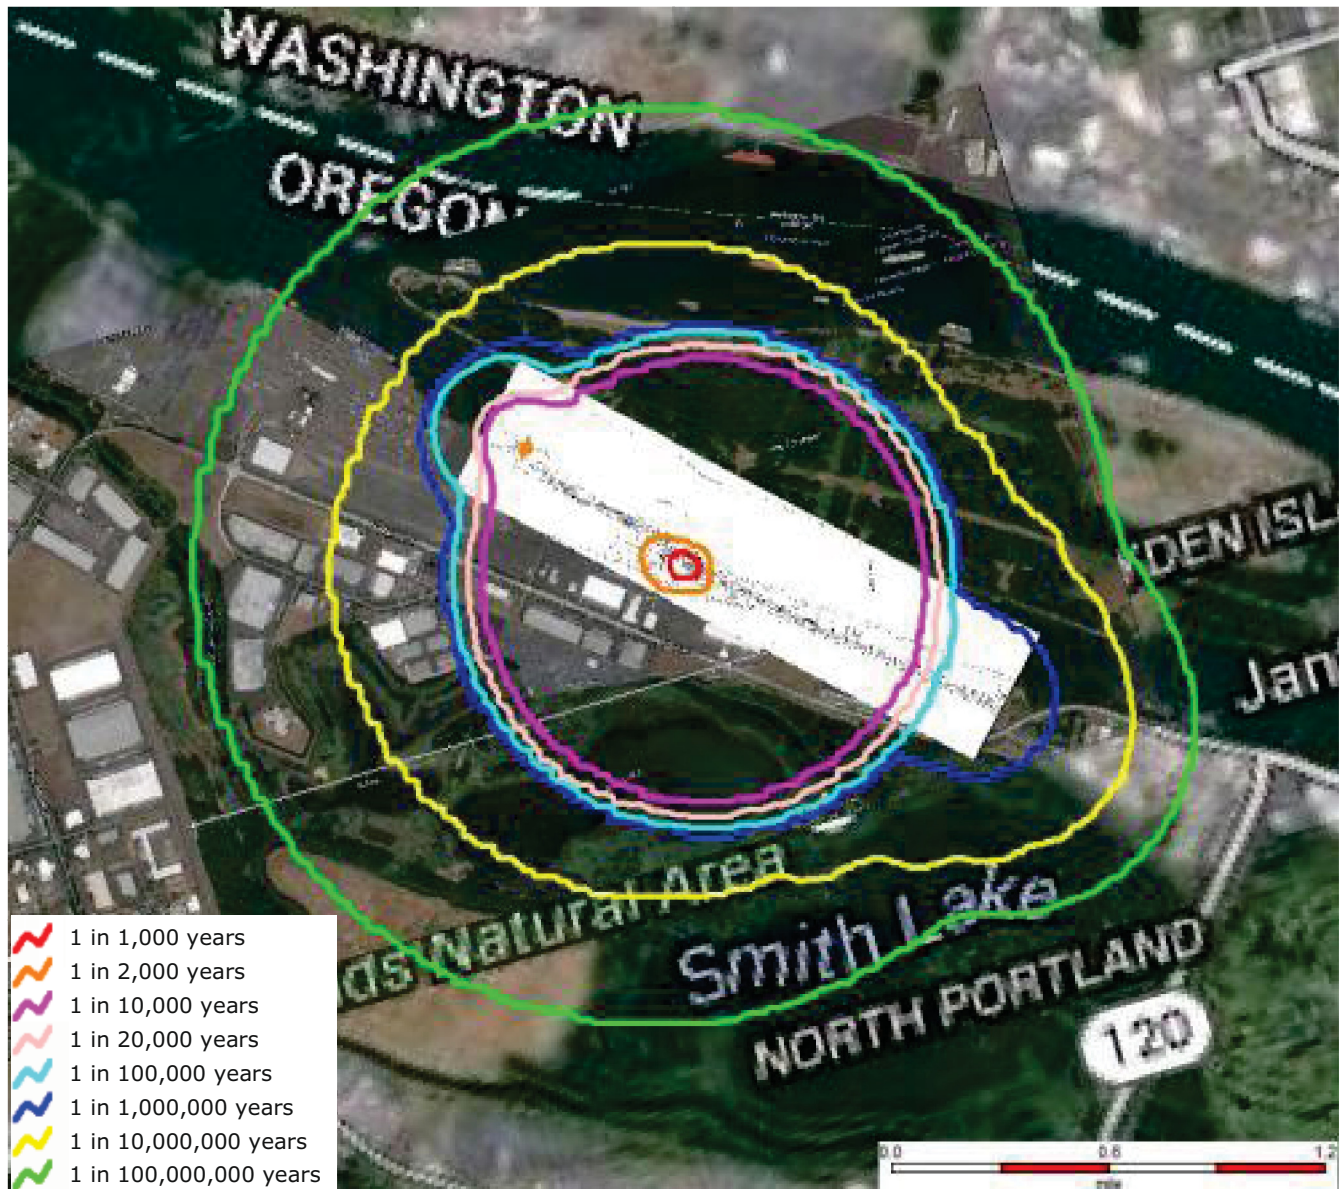 WASHINGTON
OREGON
EDEN ISL
Jan
Natural Area
Smith Lake
NORTH PORTLAND
120
1 in 1,000 years
1 in 2,000 years
1 in 10,000 years
1 in 20,000 years
1 in 100,000 years
1 in 1,000,000 years
1 in 10,000,000 years
1 in 100,000,000 years
0.0 0.6 1.2
mile